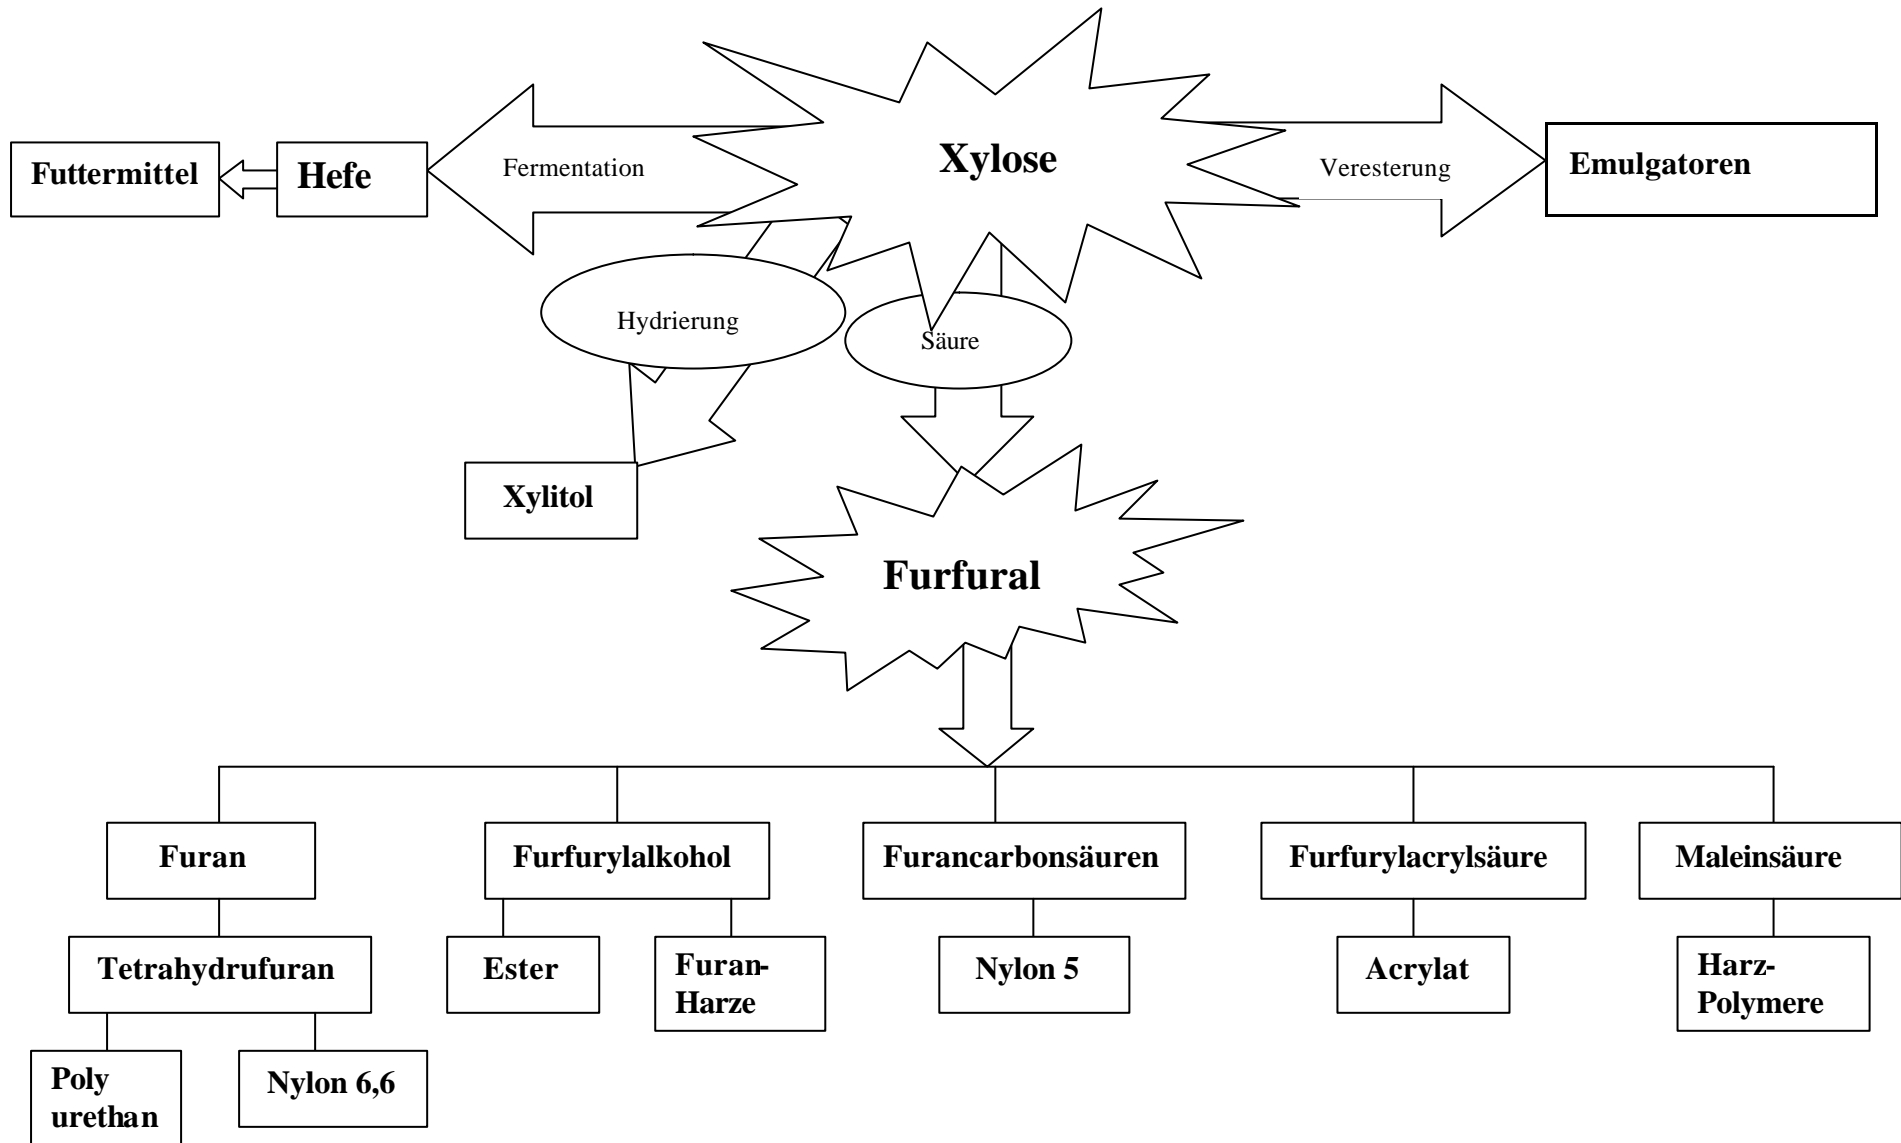 Xylose
Futtermittel
Hefe
Fermentation
Veresterung
Emulgatoren
Hydrierung
Säure
Xylitol
Furfural
Furan
Furfurylalkohol
Furancarbonsäuren
Furfurylacrylsäure
Maleinsäure
Tetrahydrufuran
Ester
Furan-
Harze
Nylon 5
Acrylat
Harz-
Polymere
Poly
urethan
Nylon 6,6